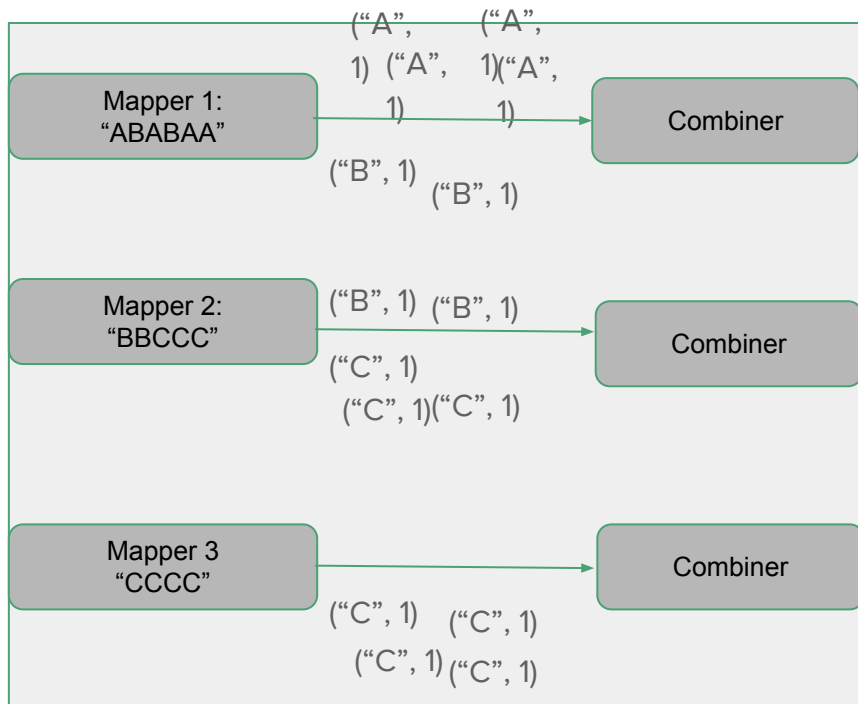 (“A”,
1)
(“A”,
1)
(“A”,
1)
(“A”,
1)
Mapper 1:
“ABABAA”
Combiner
(“B”, 1)
(“B”, 1)
Mapper 2:
“BBCCC”
(“B”, 1)
(“B”, 1)
Combiner
(“C”, 1)
(“C”, 1)
(“C”, 1)
Mapper 3
“CCCC”
Combiner
(“C”, 1)
(“C”, 1)
(“C”, 1)
(“C”, 1)